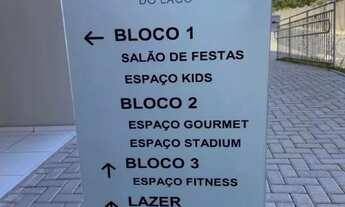 DO LAGO
← BLOCO 1
SALÃO DE FESTAS
ESPAÇO KIDS
BLOCO 2
ESPAÇO GOURMET
ESPAÇO STADIUM
↑ BLOCO 3
ESPAÇO FITNESS
↑ LAZER